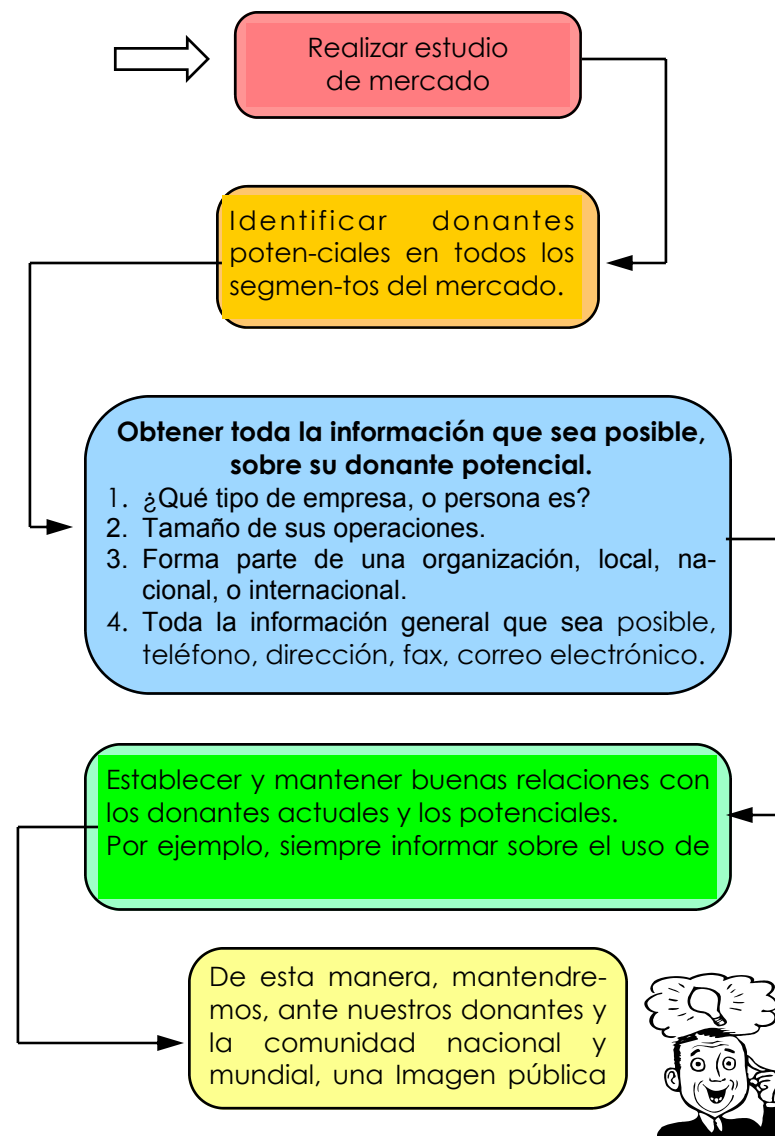 Realizar estudio
de mercado
Identificar donantes
poten-ciales en todos los
segmen-tos del mercado.
Obtener toda la información que sea posible,
sobre su donante potencial.
1. ¿Qué tipo de empresa, o persona es?
2. Tamaño de sus operaciones.
3. Forma parte de una organización, local, na-
cional, o internacional.
4. Toda la información general que sea posible,
teléfono, dirección, fax, correo electrónico.
Establecer y mantener buenas relaciones con
los donantes actuales y los potenciales.
Por ejemplo, siempre informar sobre el uso de
De esta manera, mantendre-
mos, ante nuestros donantes y
la comunidad nacional y
mundial, una Imagen pública